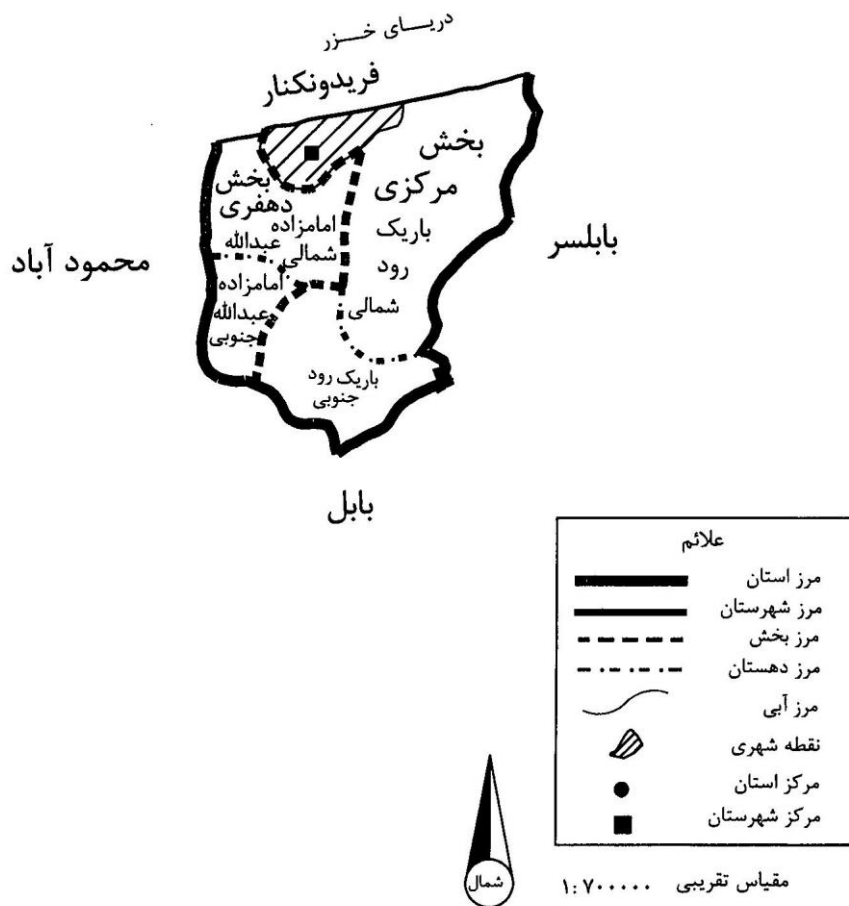 دریـــای خـــزر
فریدونکنار
بخش
مرکزی
باریک
رود
شمالی
بخش
دهفری
امامزاده
عبدالله
شمالی
امامزاده
عبدالله
جنوبی
باریک رود
جنوبی
بابلسر
محمود آباد
بابل
علائم
مرز استان
مرز شهرستان
مرز بخش
مرز دهستان
مرز آبی
نقطه شهری
مرکز استان
مرکز شهرستان
شمال
مقیاس تقریبی ۱:۷۰۰۰۰۰